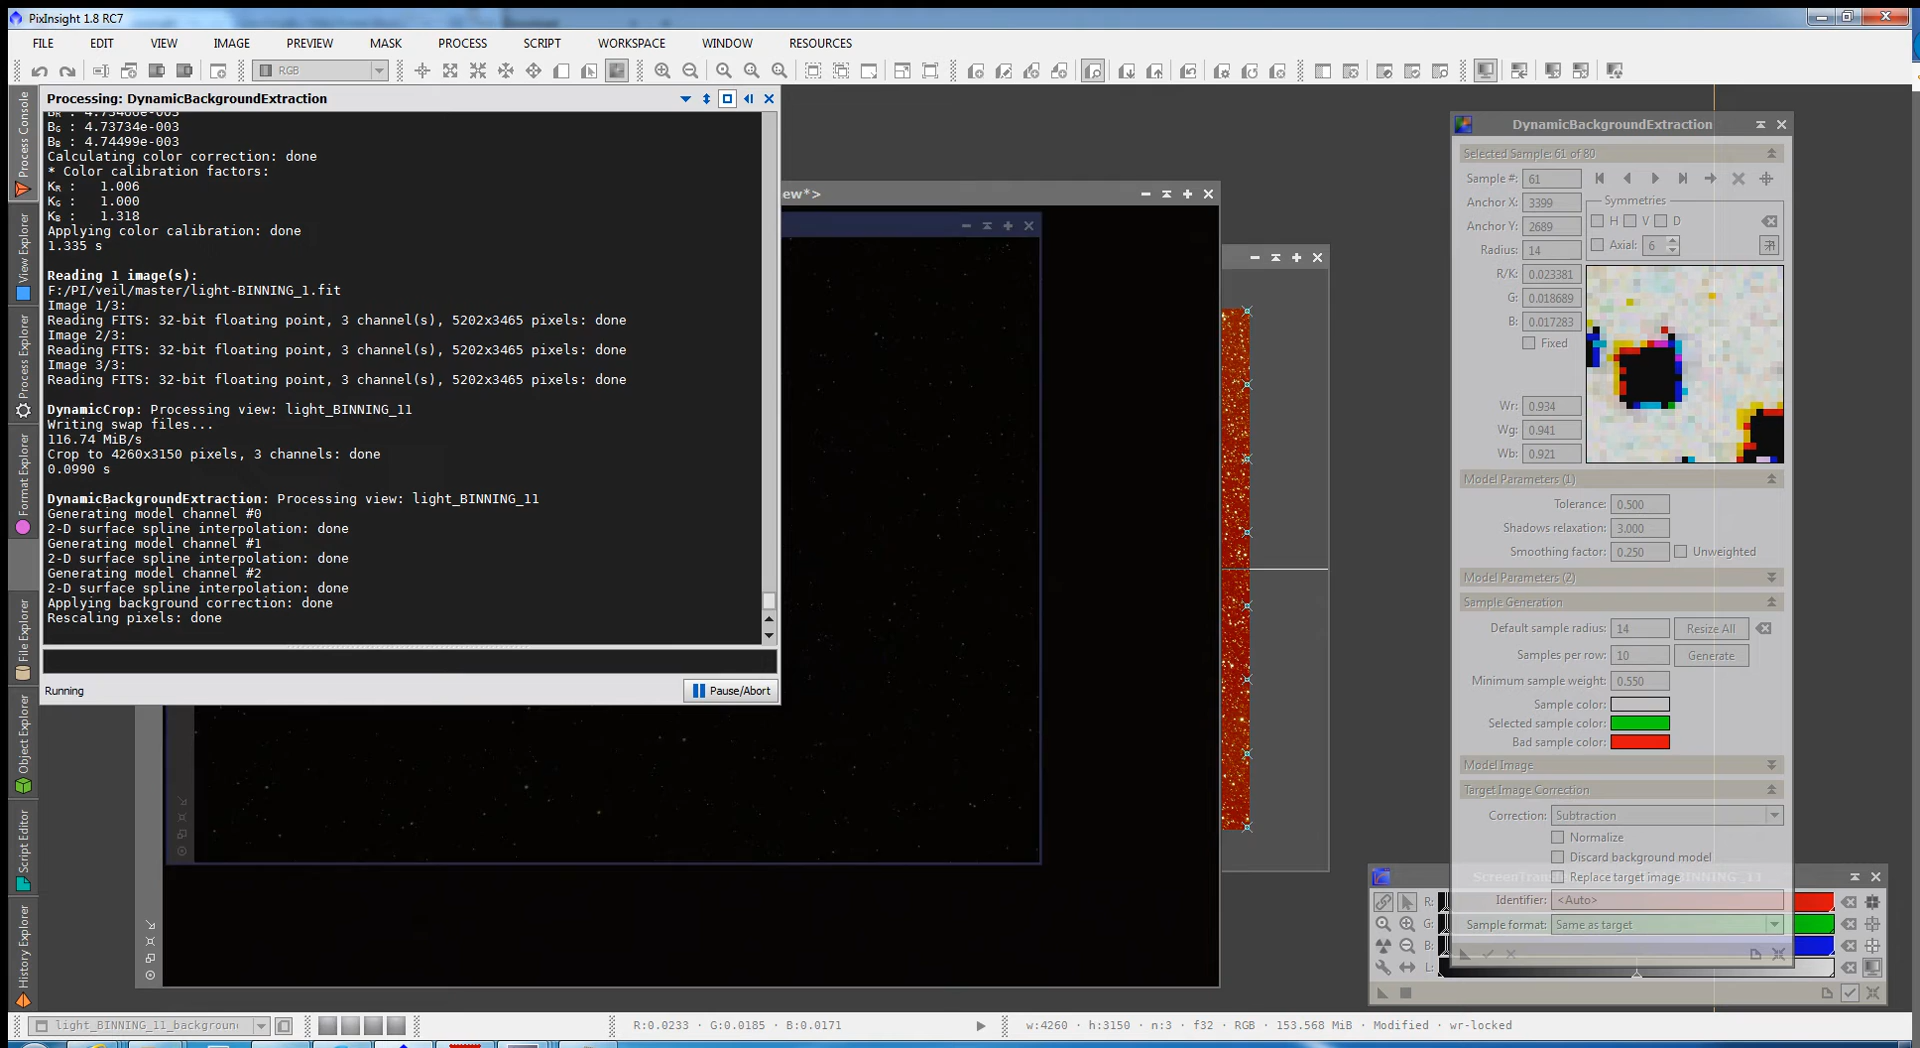 PixInsight 1.8 RC7
FILE EDIT VIEW IMAGE PREVIEW MASK PROCESS SCRIPT WORKSPACE WINDOW RESOURCES
RGB
Processing: DynamicBackgroundExtraction
BG : 4.73734e-003
BB : 4.74499e-003
Calculating color correction: done
* Color calibration factors:
KR : 1.006
KG : 1.000
KB : 1.318
Applying color calibration: done
1.335 s
Reading 1 image(s):
F:/PI/veil/master/light-BINNING_1.fit
Image 1/3:
Reading FITS: 32-bit floating point, 3 channel(s), 5202x3465 pixels: done
Image 2/3:
Reading FITS: 32-bit floating point, 3 channel(s), 5202x3465 pixels: done
Image 3/3:
Reading FITS: 32-bit floating point, 3 channel(s), 5202x3465 pixels: done
DynamicCrop: Processing view: light_BINNING_11
Writing swap files...
116.74 MiB/s
Crop to 4260x3150 pixels, 3 channels: done
0.0990 s
DynamicBackgroundExtraction: Processing view: light_BINNING_11
Generating model channel #0
2-D surface spline interpolation: done
Generating model channel #1
2-D surface spline interpolation: done
Generating model channel #2
2-D surface spline interpolation: done
Applying background correction: done
Rescaling pixels: done
Running
Pause/Abort
Process Console
View Explorer
Process Explorer
Format Explorer
File Explorer
Object Explorer
Script Editor
History Explorer
ew*>
DynamicBackgroundExtraction
Selected Sample: 61 of 80
Sample #: 61
Anchor X: 3399
Symmetries
Anchor Y: 2689
H V D
Radius: 14
Axial: 6
R/K: 0.023381
G: 0.018689
B: 0.017283
Fixed
Wr: 0.934
Wg: 0.941
Wb: 0.921
Model Parameters (1)
Tolerance: 0.500
Shadows relaxation: 3.000
Smoothing factor: 0.250 Unweighted
Model Parameters (2)
Sample Generation
Default sample radius: 14 Resize All
Samples per row: 10 Generate
Minimum sample weight: 0.550
Sample color:
Selected sample color:
Bad sample color:
Model Image
Target Image Correction
Correction: Subtraction
Normalize
Discard background model
Replace target image
Identifier: <Auto>
Sample format: Same as target
R:
G:
B:
L:
light_BINNING_11_backgroun
R:0.0233 · G:0.0185 · B:0.0171
w:4260 · h:3150 · n:3 · f32 · RGB · 153.568 MiB · Modified · wr-locked